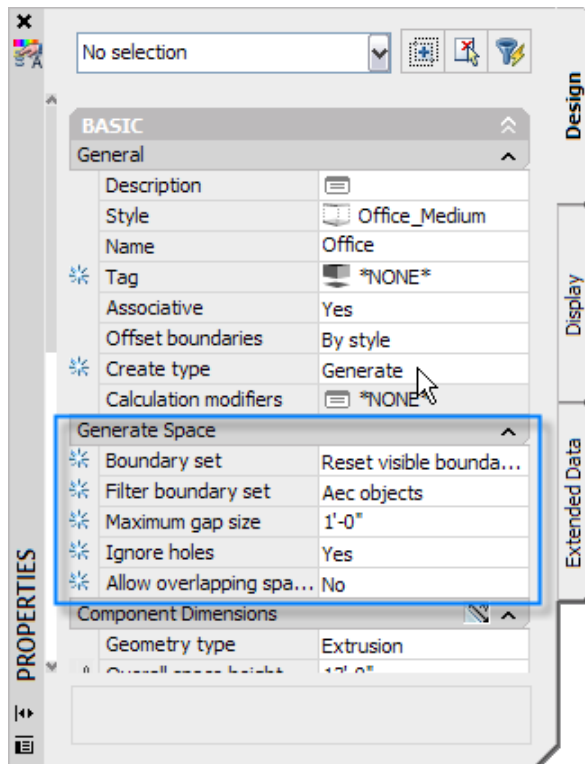 No selection
BASIC
General
Description
Style Office_Medium
Name Office
Tag *NONE*
Associative Yes
Offset boundaries By style
Create type Generate
Calculation modifiers *NONE*
Generate Space
Boundary set Reset visible bounda...
Filter boundary set Aec objects
Maximum gap size 1'-0"
Ignore holes Yes
Allow overlapping spa... No
Component Dimensions
Geometry type Extrusion
Design
Display
Extended Data
PROPERTIES